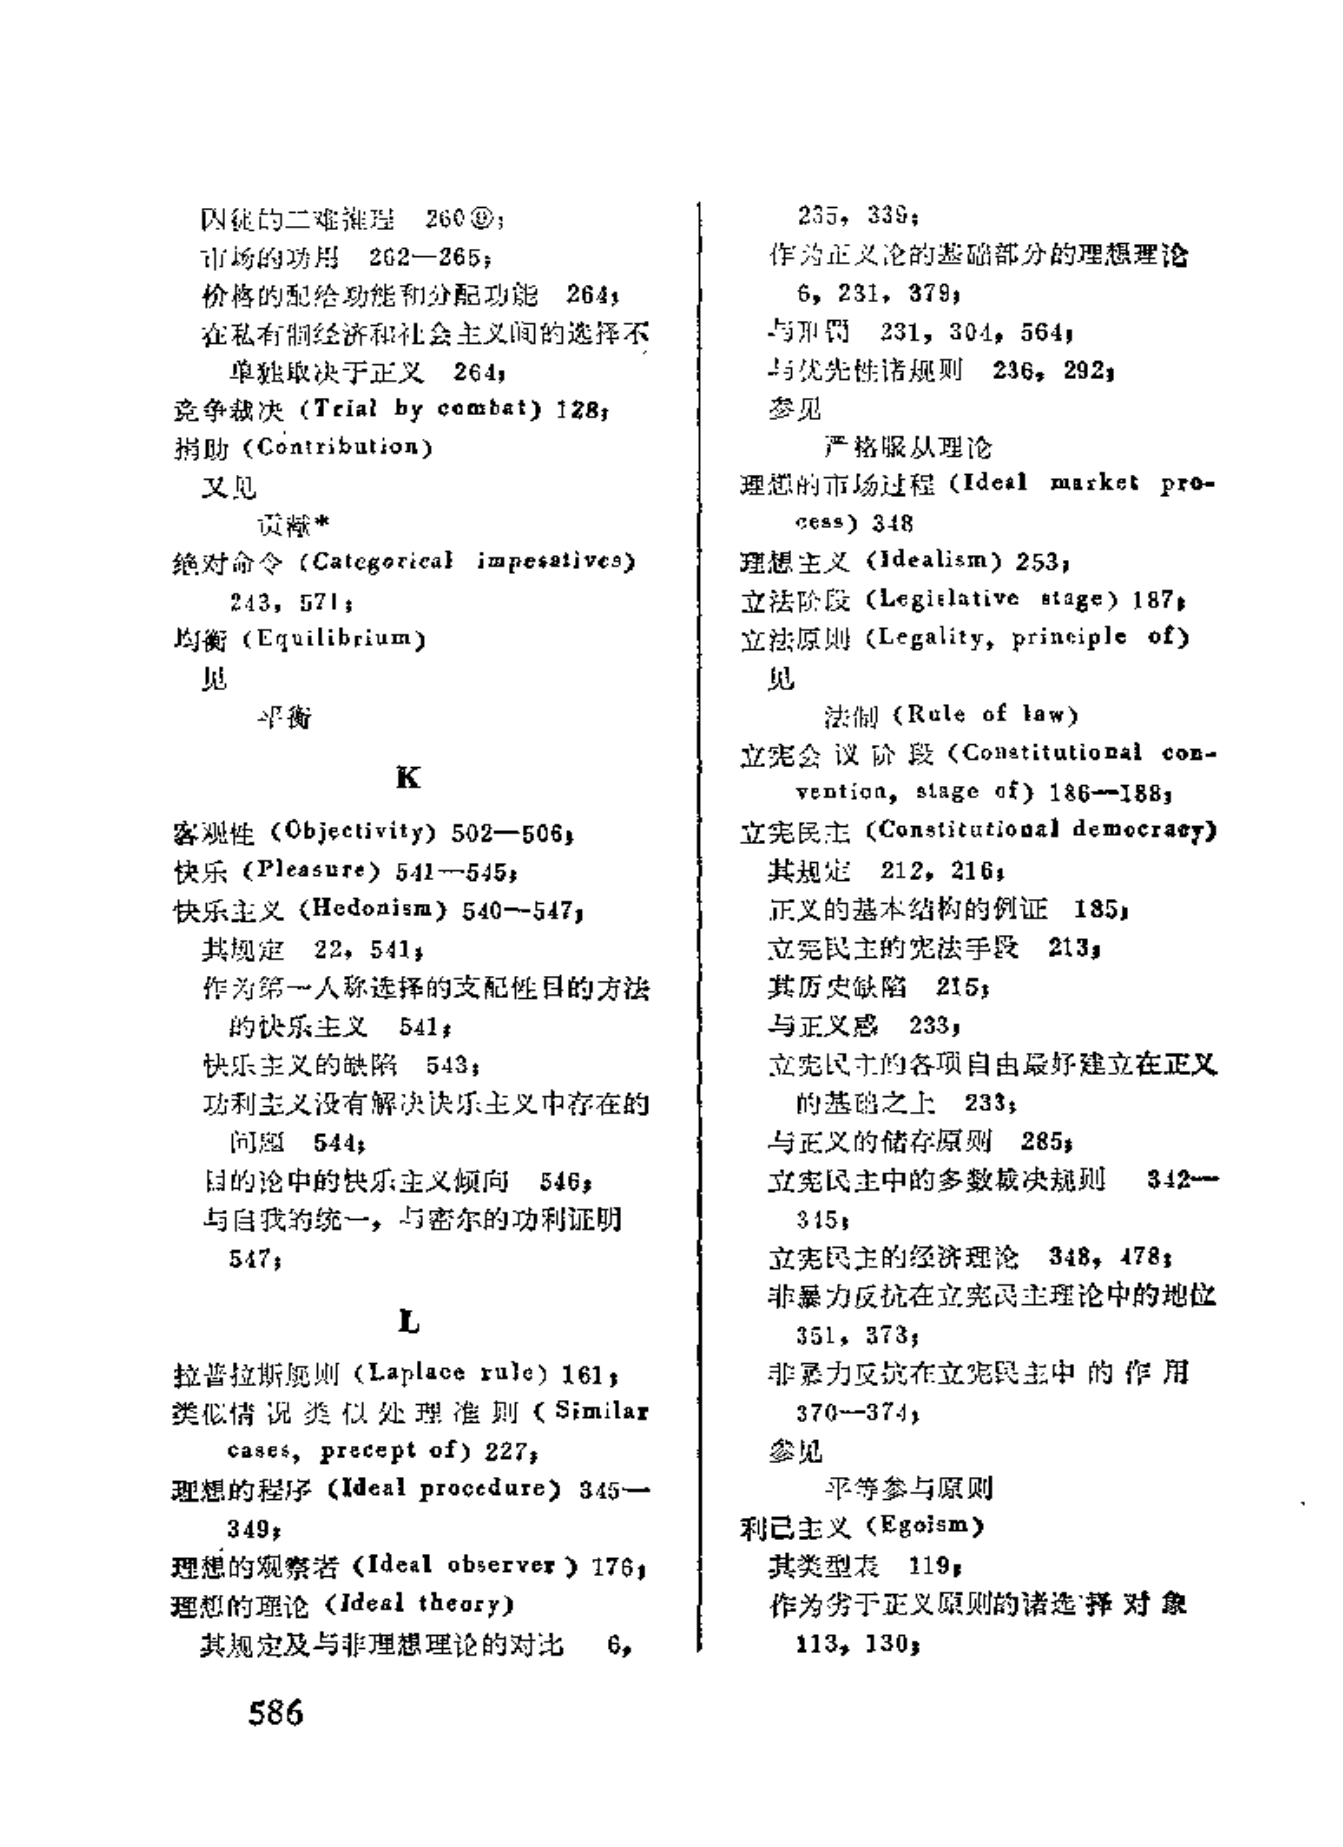 囚徒的二难推理 260⑨;
市场的功用 262—265;
价格的配给功能和分配功能 264;
在私有制经济和社会主义间的选择不
单独取决于正义 264;
竞争裁决 (Trial by combat) 128;
捐助 (Contribution)
又见
贡献*
绝对命令 (Categorical impesatives)
243, 571;
均衡 (Equilibrium)
见
平衡
K
客观性 (Objectivity) 502—506;
快乐 (Pleasure) 541—545;
快乐主义 (Hedonism) 540—547;
其规定 22, 541;
作为第一人称选择的支配性目的方法
的快乐主义 541;
快乐主义的缺陷 543;
功利主义没有解决快乐主义中存在的
问题 544;
目的论中的快乐主义倾向 546;
与自我的统一,与密尔的功利证明
547;
L
拉普拉斯规则 (Laplace rule) 161;
类似情况类似处理准则 (Similar
cases, precept of) 227;
理想的程序 (Ideal procedure) 345—
349;
理想的观察者 (Ideal observer) 176;
理想的理论 (Ideal theory)
其规定及与非理想理论的对比 6,
235, 339;
作为正义论的基础部分的理想理论
6, 231, 379;
与刑罚 231, 304, 564;
与优先性诸规则 236, 292;
参见
严格服从理论
理想的市场过程 (Ideal market pro-
cess) 348
理想主义 (Idealism) 253;
立法阶段 (Legislative stage) 187;
立法原则 (Legality, principle of)
见
法制 (Rule of law)
立宪会议阶段 (Constitutional con-
vention, stage of) 186—188;
立宪民主 (Constitutional democracy)
其规定 212, 216;
正义的基本结构的例证 185;
立宪民主的宪法手段 213;
其历史缺陷 215;
与正义感 233;
立宪民主的各项自由最好建立在正义
的基础之上 233;
与正义的储存原则 285;
立宪民主中的多数裁决规则 342—
345;
立宪民主的经济理论 348, 478;
非暴力反抗在立宪民主理论中的地位
351, 373;
非暴力反抗在立宪民主中的作用
370—374;
参见
平等参与原则
利己主义 (Egoism)
其类型表 119;
作为劣于正义原则的诸选择对象
113, 130;
586